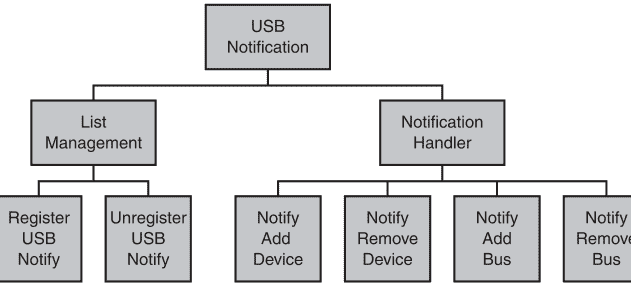 USB
Notification
List
Management
Notification
Handler
Register
USB
Notify
Unregister
USB
Notify
Notify
Add
Device
Notify
Remove
Device
Notify
Add
Bus
Notify
Remove
Bus